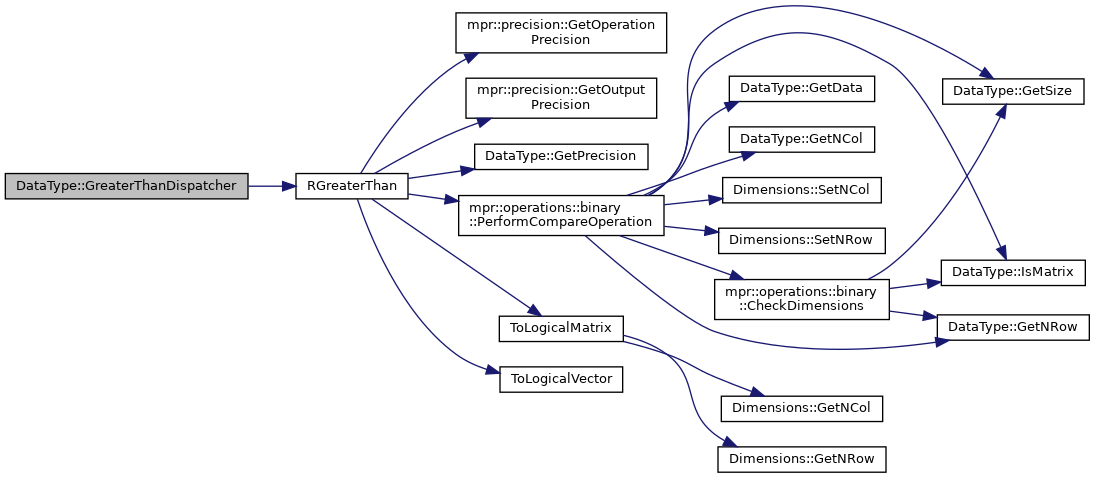 mpr::precision::GetOperation
Precision
mpr::precision::GetOutput
Precision
DataType::GetPrecision
DataType::GreaterThanDispatcher
RGreaterThan
mpr::operations::binary
::PerformCompareOperation
ToLogicalMatrix
ToLogicalVector
DataType::GetData
DataType::GetNCol
Dimensions::SetNCol
Dimensions::SetNRow
mpr::operations::binary
::CheckDimensions
Dimensions::GetNCol
Dimensions::GetNRow
DataType::GetSize
DataType::IsMatrix
DataType::GetNRow